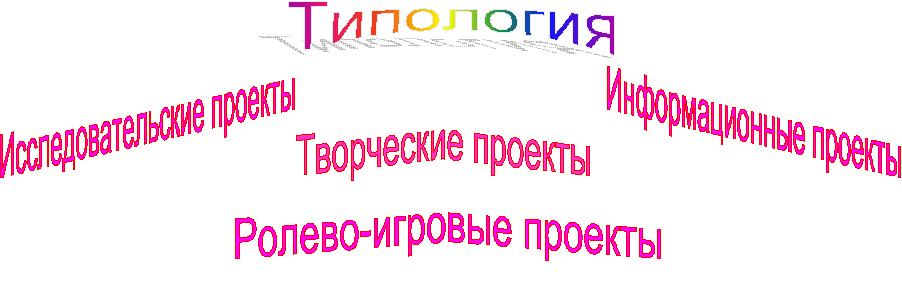 Типология
Исследовательские проекты
Информационные проекты
Творческие проекты
Ролево-игровые проекты